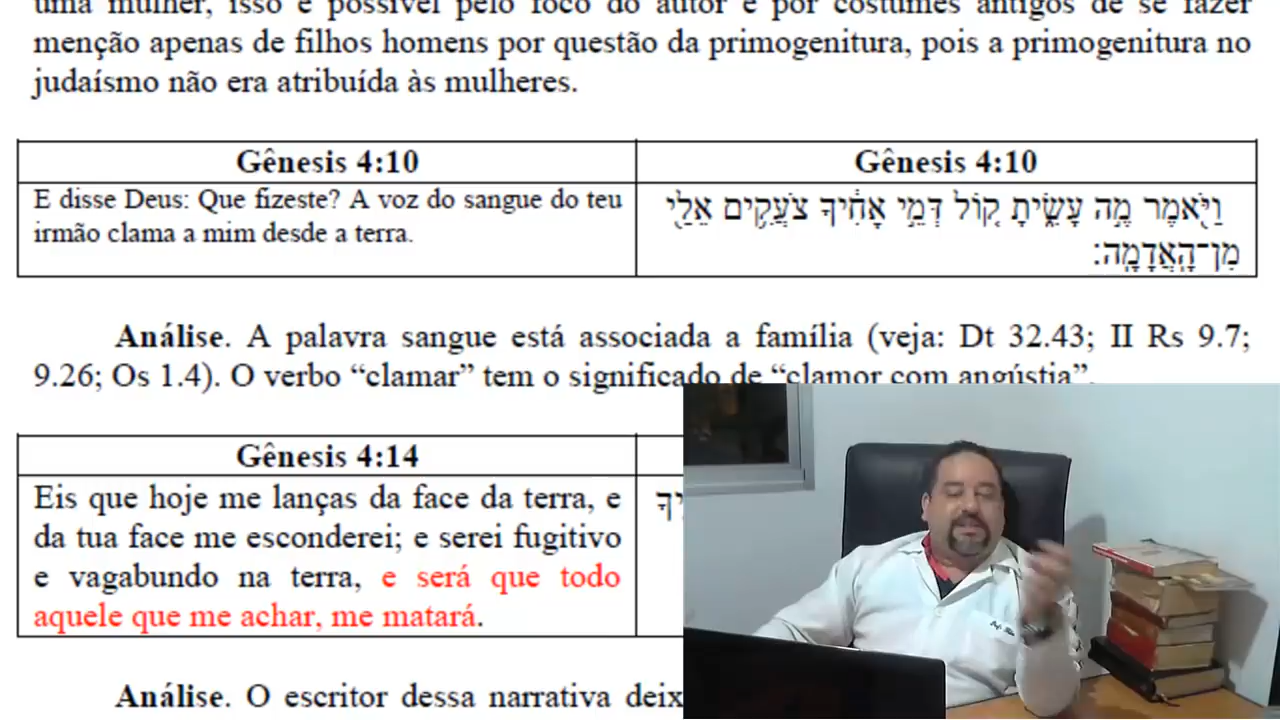 uma mulher, isso é possível pelo foco do autor e por costumes antigos de se fazer
menção apenas de filhos homens por questão da primogenitura, pois a primogenitura no
judaísmo não era atribuída às mulheres.
Gênesis 4:10
E disse Deus: Que fizeste? A voz do sangue do teu
irmão clama a mim desde a terra.
Gênesis 4:10
וַיֹּ֖אמֶר מֶ֣ה עָשִׂ֑יתָ ק֚וֹל דְּמֵ֣י אָחִ֔יךָ צֹעֲקִ֥ים אֵלַ֖י
מִן־הָֽאֲדָמָֽה׃
Análise. A palavra sangue está associada a família (veja: Dt 32.43; II Rs 9.7;
9.26; Os 1.4). O verbo “clamar” tem o significado de “clamor com angústia”.
Gênesis 4:14
Eis que hoje me lanças da face da terra, e
da tua face me esconderei; e serei fugitivo
e vagabundo na terra, e será que todo
aquele que me achar, me matará.
Análise. O escritor dessa narrativa